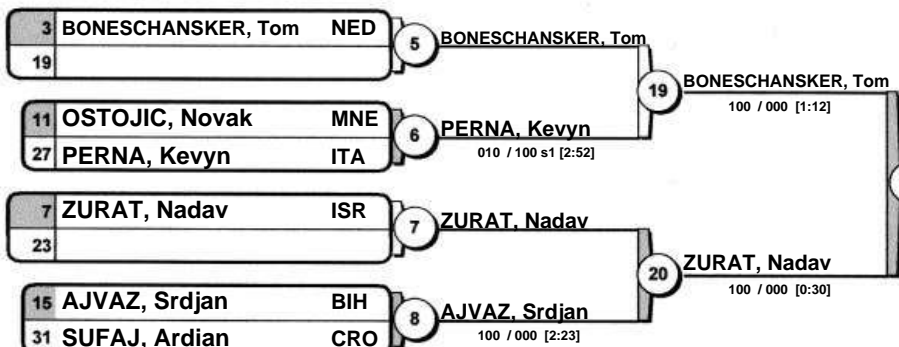 3 BONESCHANSKER, Tom NED
19
5 BONESCHANSKER, Tom
11 OSTOJIC, Novak MNE
27 PERNA, Kevyn ITA
6 PERNA, Kevyn
010 / 100 s1 [2:52]
19 BONESCHANSKER, Tom
100 / 000 [1:12]
7 ZURAT, Nadav ISR
23
7 ZURAT, Nadav
15 AJVAZ, Srdjan BIH
31 SUFAJ, Ardian CRO
8 AJVAZ, Srdjan
100 / 000 [2:23]
20 ZURAT, Nadav
100 / 000 [0:30]